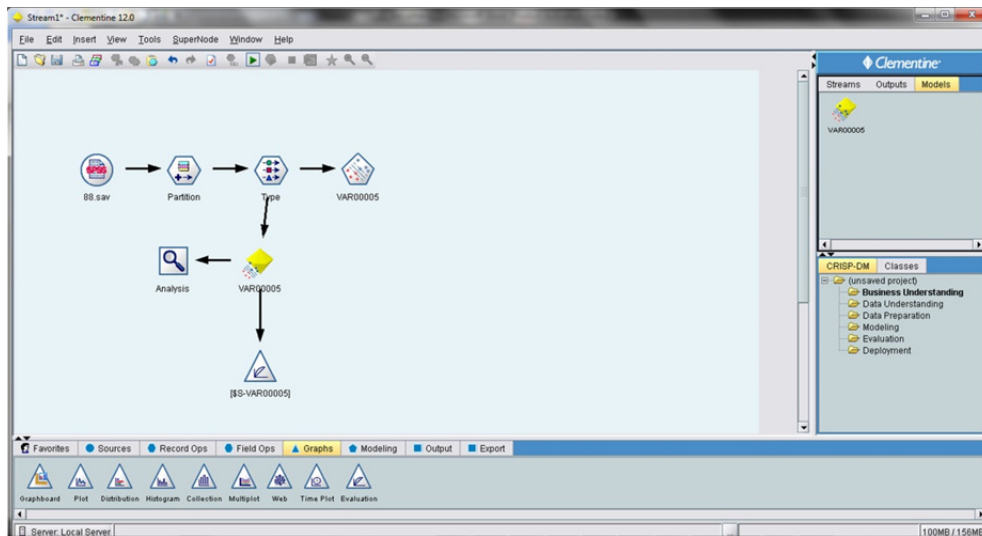 Stream1* - Clementine 12.0
File Edit Insert View Tools SuperNode Window Help
Clementine
Streams Outputs Models
VAR00005
88.sav Partition Type VAR00005
Analysis VAR00005
[$S-VAR00005]
CRISP-DM Classes
(unsaved project)
Business Understanding
Data Understanding
Data Preparation
Modeling
Evaluation
Deployment
Favorites Sources Record Ops Field Ops Graphs Modeling Output Export
Graphboard Plot Distribution Histogram Collection Multiplot Web Time Plot Evaluation
Server: Local Server
100MB / 156MB